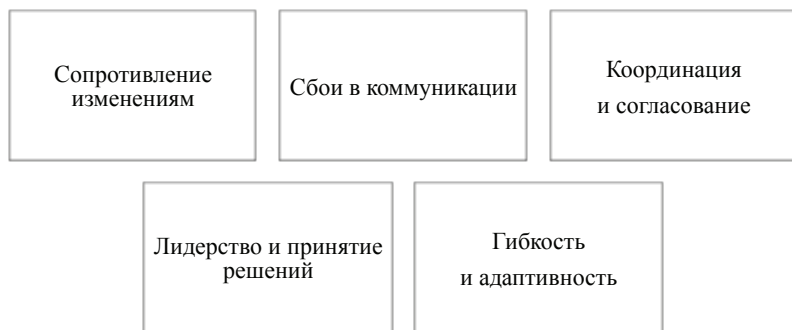 Сопротивление
изменениям
Сбои в коммуникации
Координация
и согласование
Лидерство и принятие
решений
Гибкость
и адаптивность